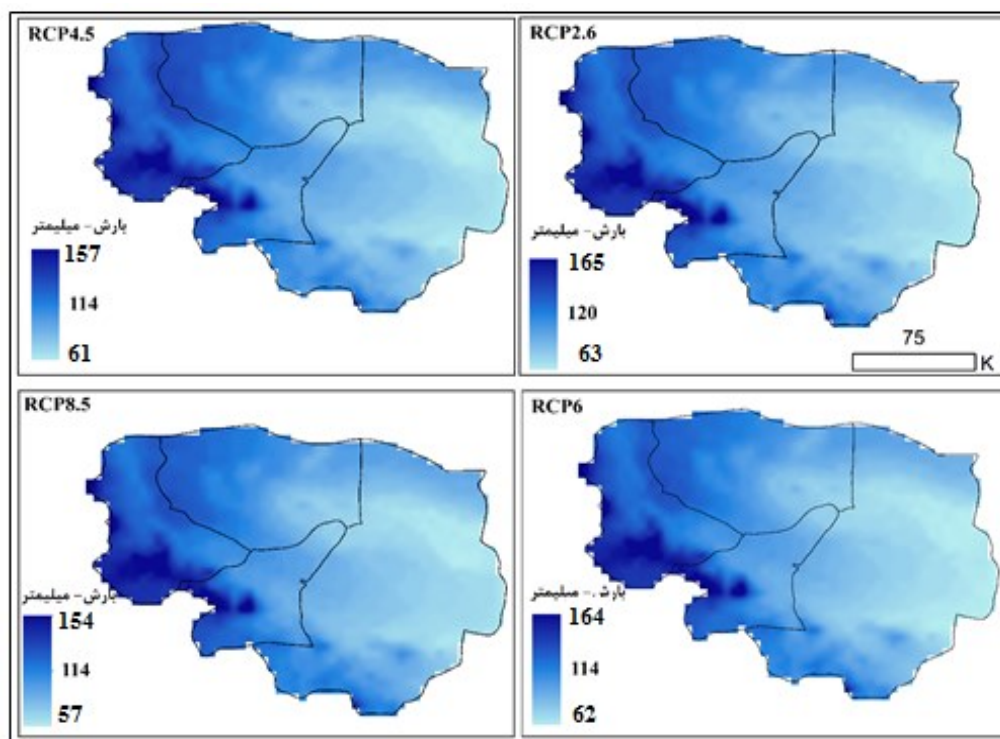 RCP4.5
بارش- میلیمتر
157
114
61
RCP2.6
بارش- میلیمتر
165
120
63
75
K
RCP8.5
بارش- میلیمتر
154
114
57
RCP6
بارش- میلیمتر
164
114
62